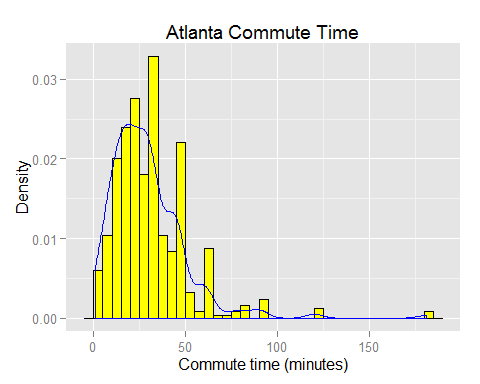 Atlanta Commute Time
Density
0.03
0.02
0.01
0.00
0 50 100 150
Commute time (minutes)